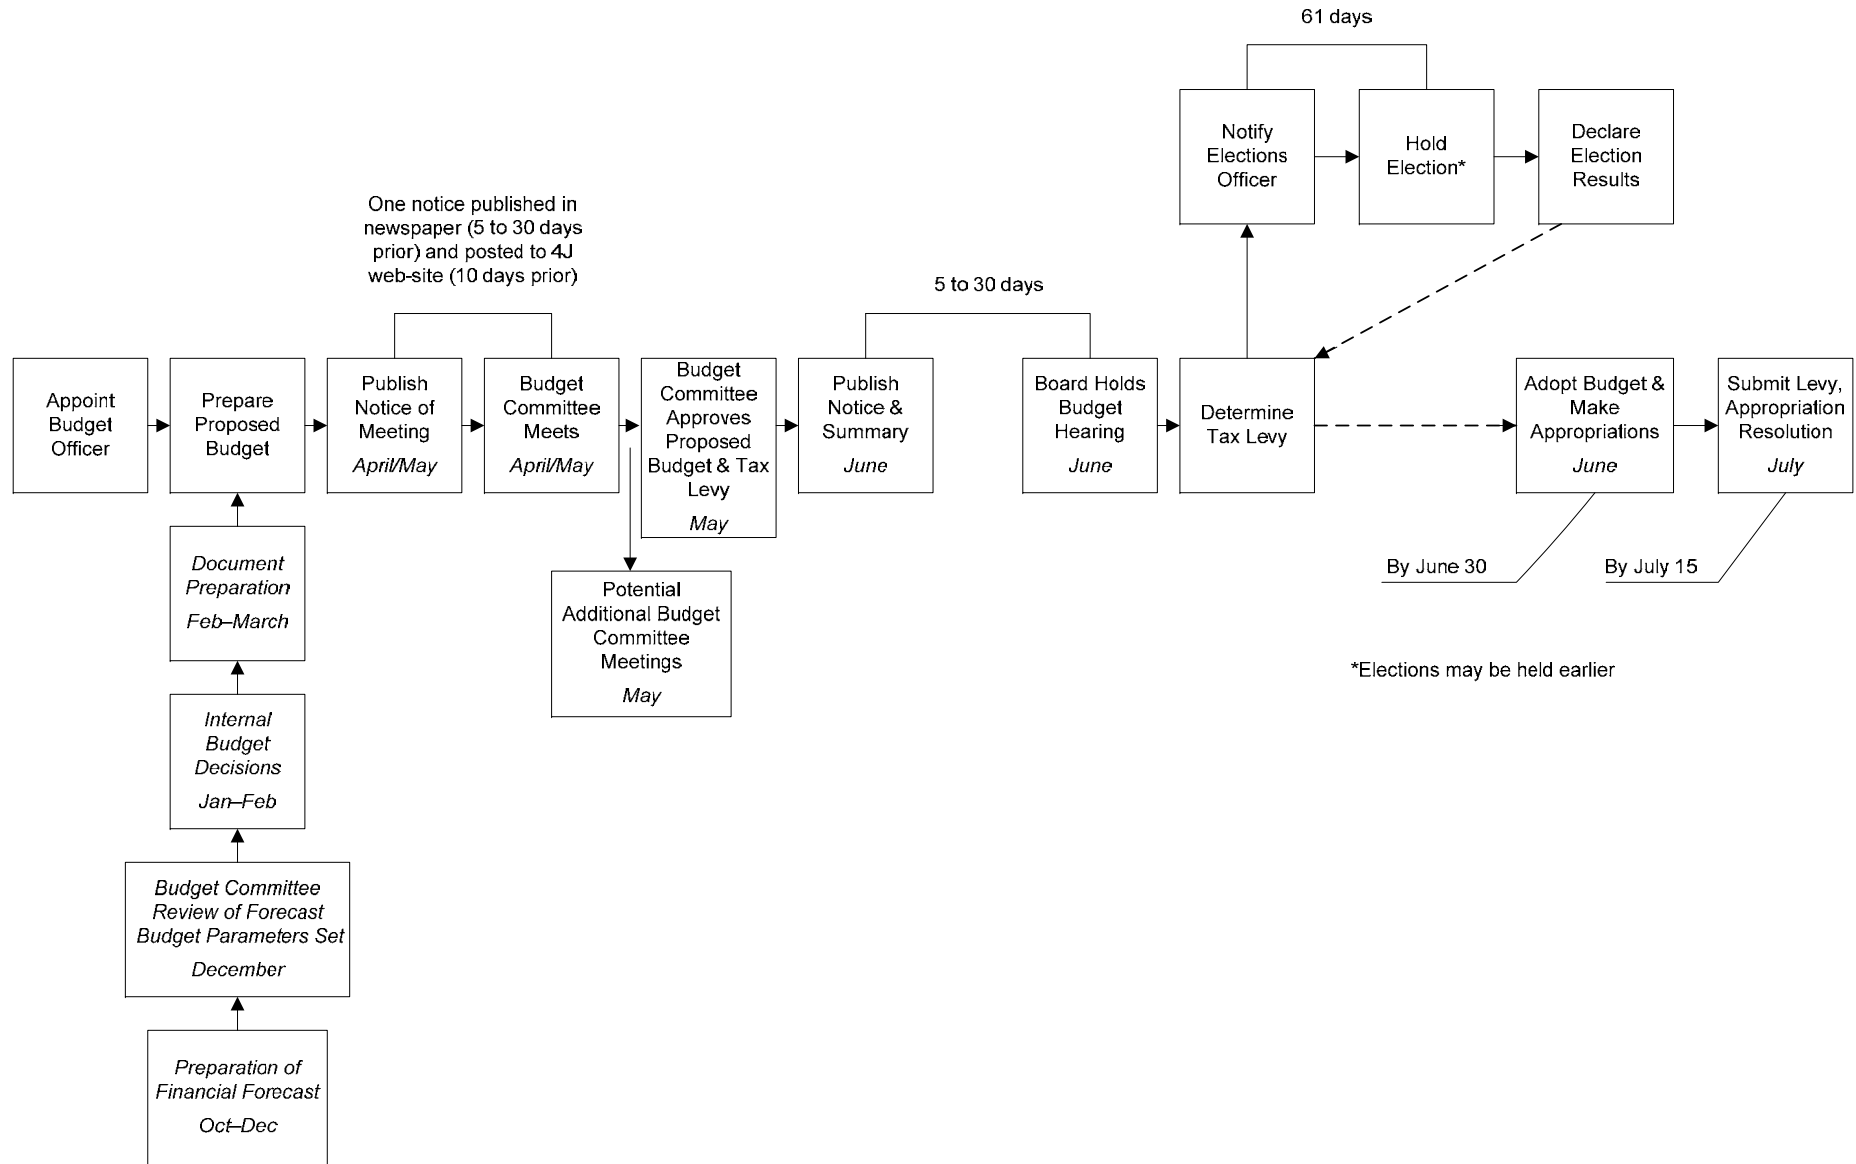 61 days
Notify
Elections
Officer
Hold
Election*
Declare
Election
Results
One notice published in
newspaper (5 to 30 days
prior) and posted to 4J
web-site (10 days prior)
5 to 30 days
Appoint
Budget
Officer
Prepare
Proposed
Budget
Publish
Notice of
Meeting
April/May
Budget
Committee
Meets
April/May
Budget
Committee
Approves
Proposed
Budget & Tax
Levy
May
Publish
Notice &
Summary
June
Board Holds
Budget
Hearing
June
Determine
Tax Levy
Adopt Budget &
Make
Appropriations
June
Submit Levy,
Appropriation
Resolution
July
By June 30
By July 15
Document
Preparation
Feb–March
Potential
Additional Budget
Committee
Meetings
May
*Elections may be held earlier
Internal
Budget
Decisions
Jan–Feb
Budget Committee
Review of Forecast
Budget Parameters Set
December
Preparation of
Financial Forecast
Oct–Dec